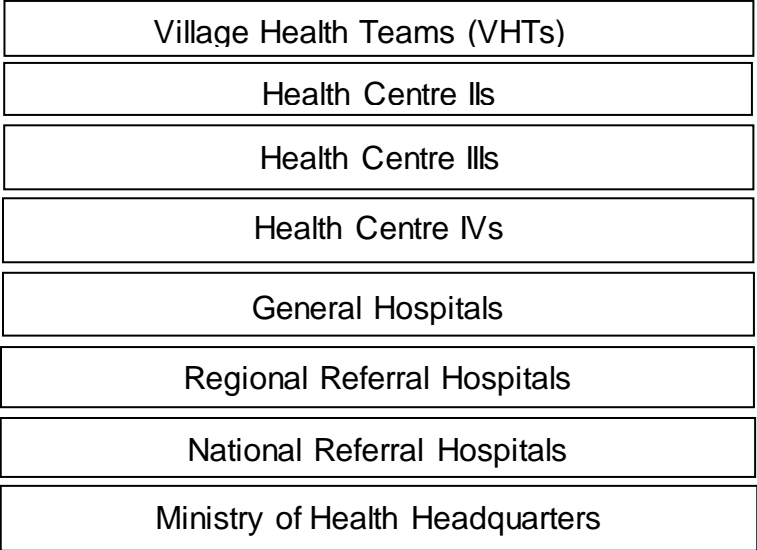 Village Health Teams (VHTs)
Health Centre IIs
Health Centre IIIs
Health Centre IVs
General Hospitals
Regional Referral Hospitals
National Referral Hospitals
Ministry of Health Headquarters